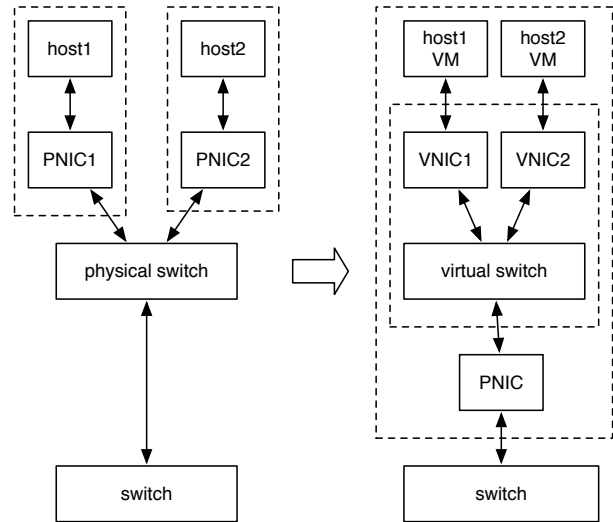 host1
host2
PNIC1
PNIC2
physical switch
switch
host1
VM
host2
VM
VNIC1
VNIC2
virtual switch
PNIC
switch